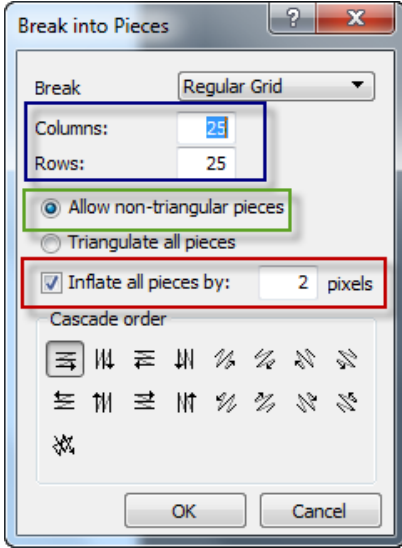 Break into Pieces
?
X
Break Regular Grid
Columns: 25
Rows: 25
Allow non-triangular pieces
Triangulate all pieces
Inflate all pieces by: 2 pixels
Cascade order
OK Cancel